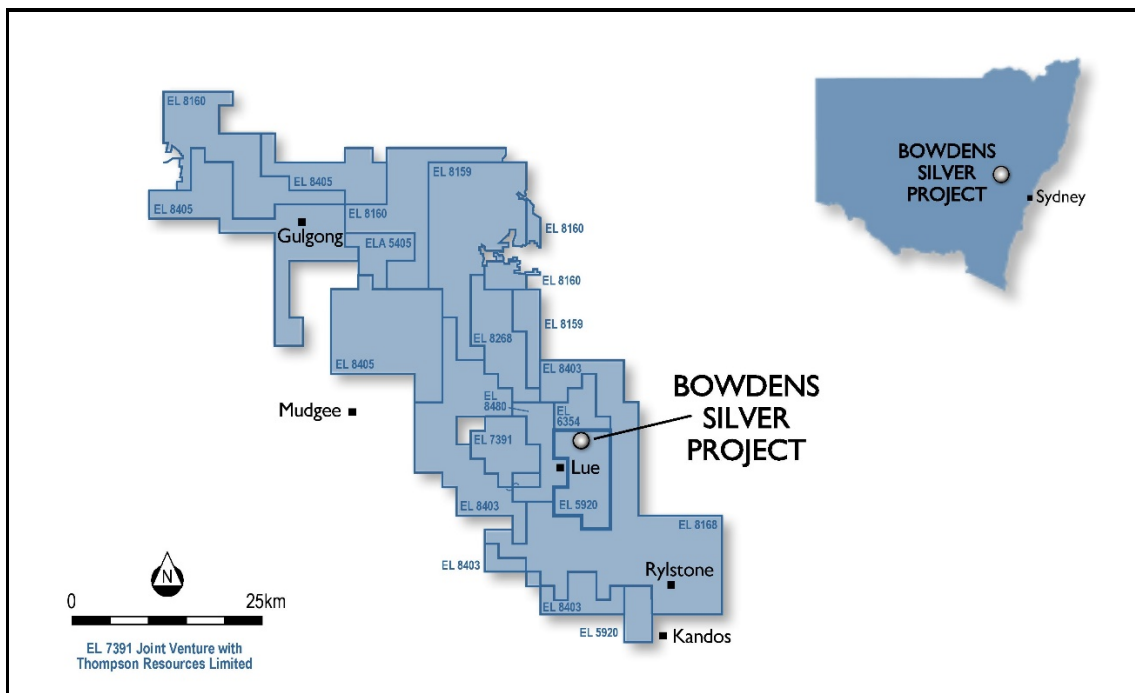 EL 8160
EL 8405
EL 8159
EL 8405
EL 8160
Gulgong
ELA 5405
EL 8160
EL 8160
EL 8159
EL 8268
EL 8405
EL 8403
Mudgee
EL
8480
EL
6354
EL 7391
Lue
EL 8403
EL 5920
EL 8168
EL 8403
Rylstone
EL 8403
EL 5920
Kandos
BOWDENS
SILVER
PROJECT
BOWDENS
SILVER
PROJECT
Sydney
N
0
25km
EL 7391 Joint Venture with
Thompson Resources Limited